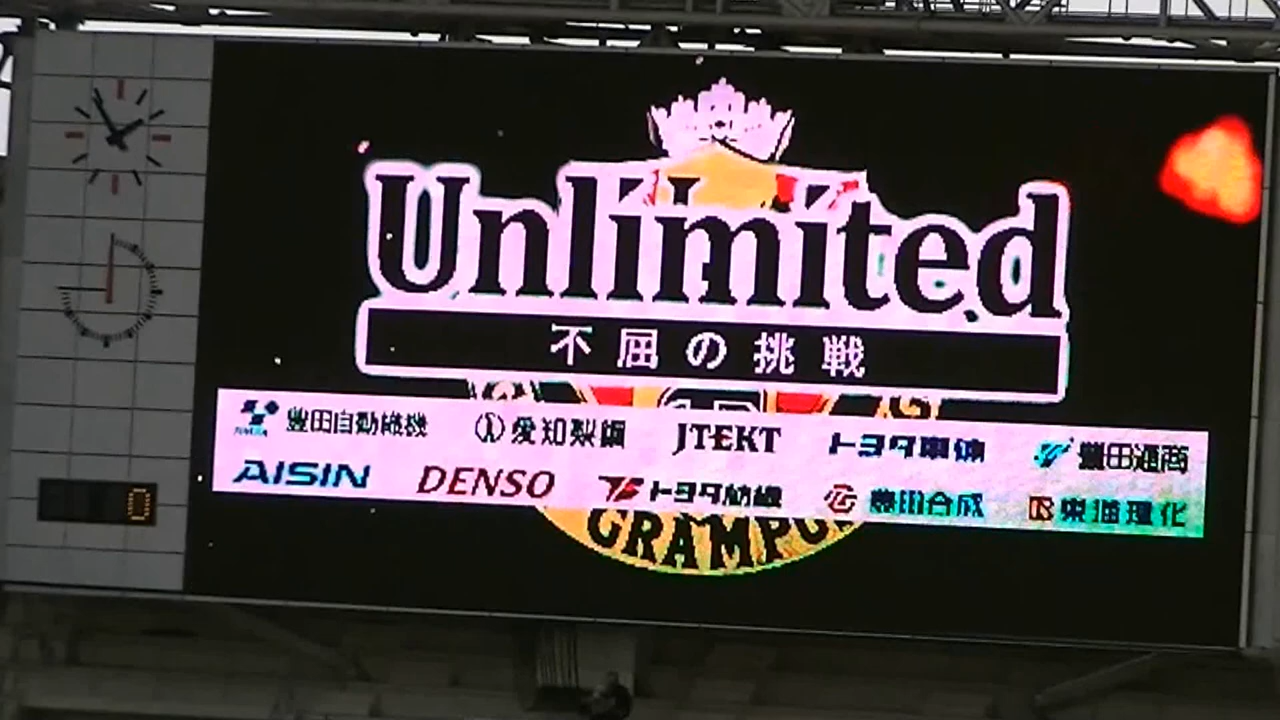 Unlimited
不屈の挑戦
豊田自動織機 愛知製鋼 JTEKT トヨタ車体 豊田通商
AISIN DENSO トヨタ紡織 豊田合成 東海理化
GRAMPU
0